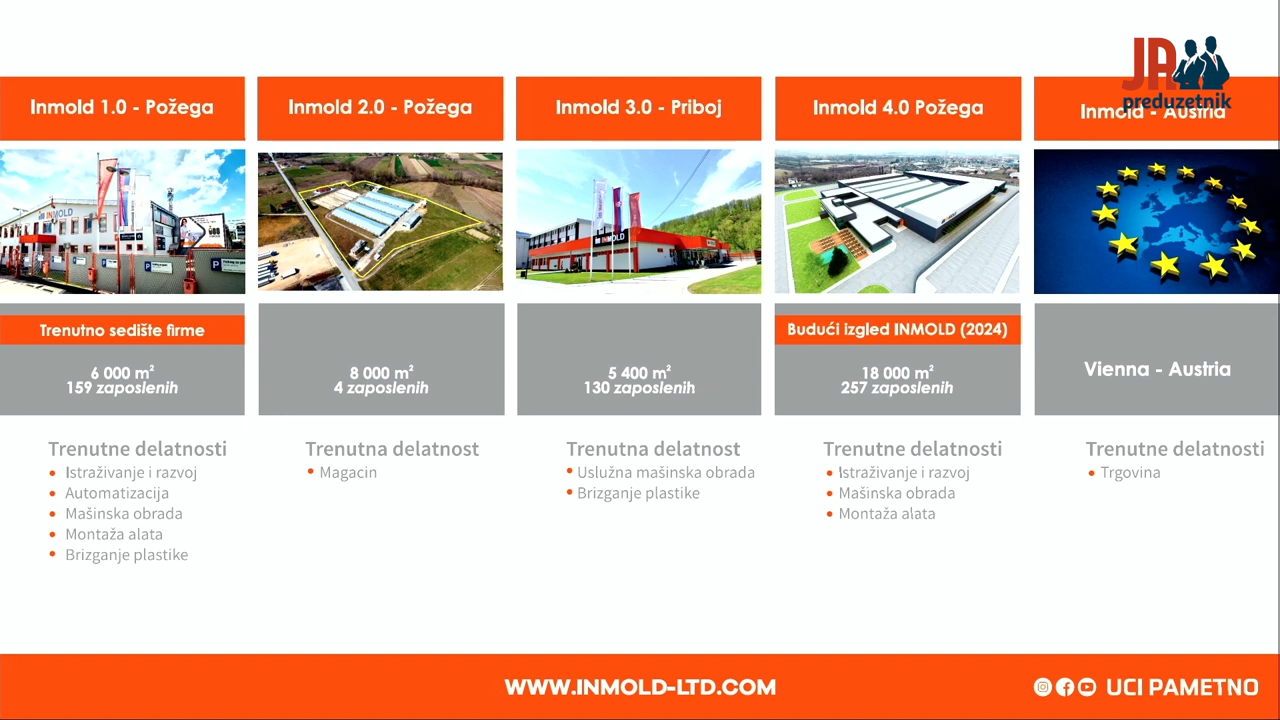 JA
preduzetnik
Inmold 1.0 - Požega
Inmold 2.0 - Požega
Inmold 3.0 - Priboj
Inmold 4.0 Požega
Inmold - Austria
INMOLD
INMOLD
Trenutno sedište firme
6 000 m²
159 zaposlenih
8 000 m²
4 zaposlenih
5 400 m²
130 zaposlenih
Budući izgled INMOLD (2024)
18 000 m²
257 zaposlenih
Vienna - Austria
Trenutne delatnosti
Istraživanje i razvoj
Automatizacija
Mašinska obrada
Montaža alata
Brizganje plastike
Trenutna delatnost
Magacin
Trenutna delatnost
Uslužna mašinska obrada
Brizganje plastike
Trenutne delatnosti
Istraživanje i razvoj
Mašinska obrada
Montaža alata
Trenutne delatnosti
Trgovina
WWW.INMOLD-LTD.COM
UCI PAMETNO